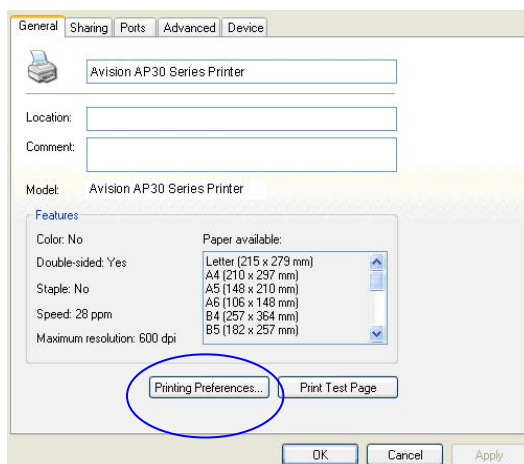 General Sharing Ports Advanced Device
Avision AP30 Series Printer
Location:
Comment:
Model: Avision AP30 Series Printer
Features
Color: No
Double-sided: Yes
Staple: No
Speed: 28 ppm
Maximum resolution: 600 dpi
Paper available:
Letter (215 x 279 mm)
A4 (210 x 297 mm)
A5 (148 x 210 mm)
A6 (106 x 148 mm)
B4 (257 x 364 mm)
B5 (182 x 257 mm)
Printing Preferences... Print Test Page
OK Cancel Apply